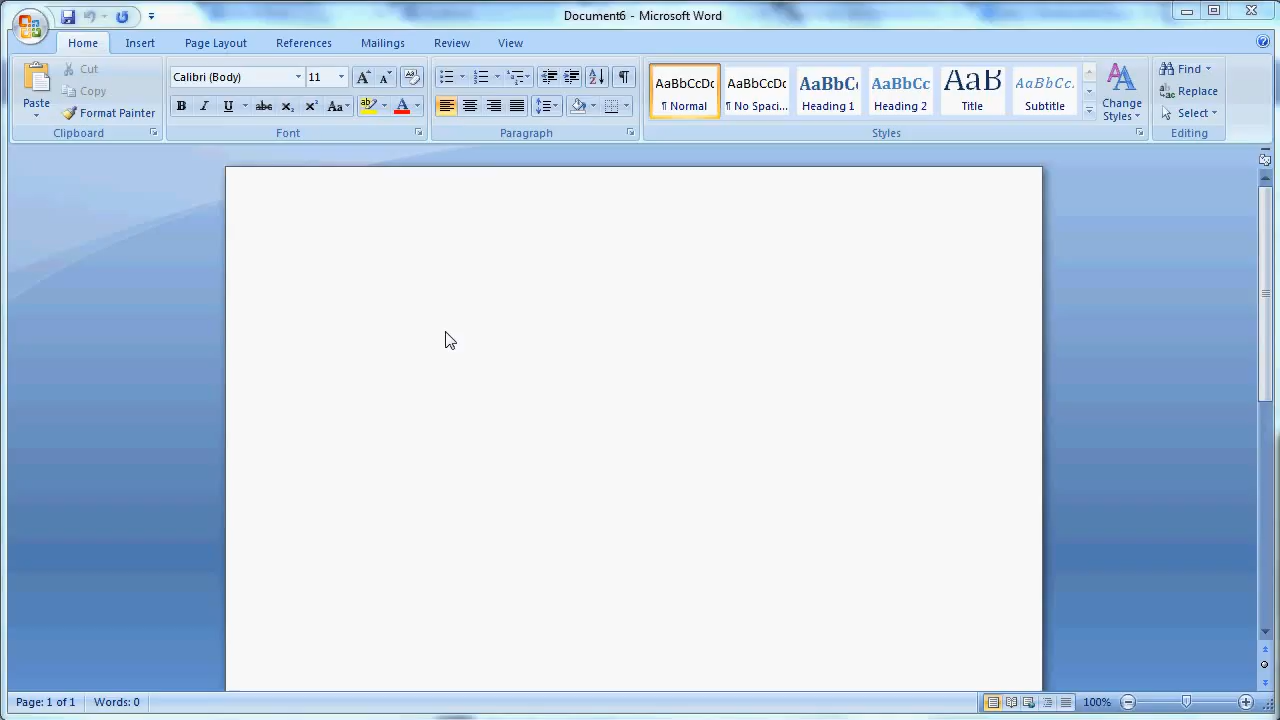 Document6 - Microsoft Word
Home Insert Page Layout References Mailings Review View
Paste
Cut
Copy
Format Painter
Clipboard
Calibri (Body) 11
B I U abc x₂ x² Aa ab A
Font
Paragraph
AaBbCcDc AaBbCcDc AaBbC AaBbCc AaB AaBbCc.
¶ Normal ¶ No Spaci... Heading 1 Heading 2 Title Subtitle
Change Styles
Styles
Find
Replace
Select
Editing
Page: 1 of 1 Words: 0 100%